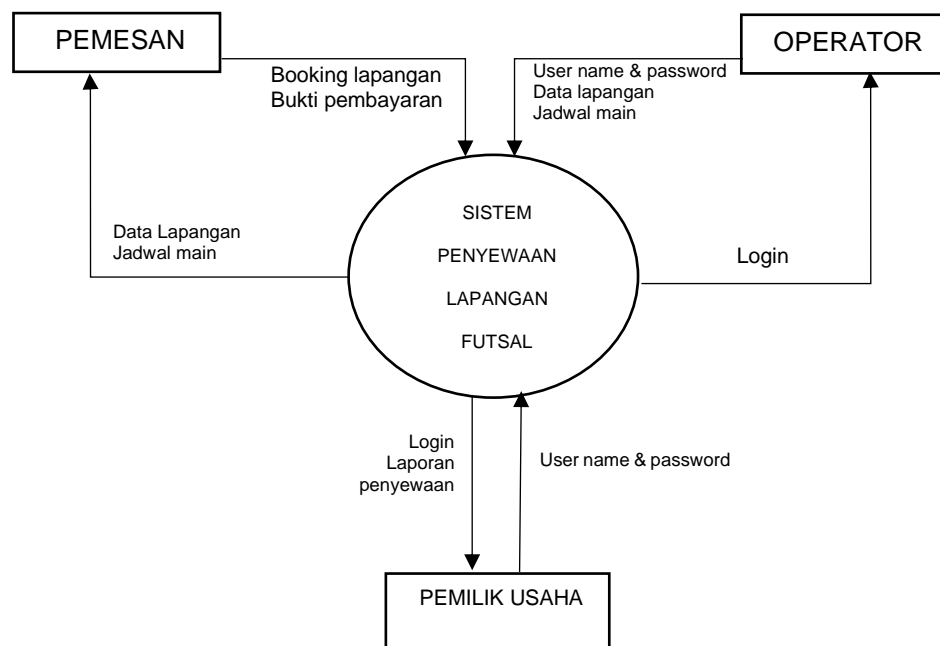 PEMESAN
OPERATOR
Booking lapangan
Bukti pembayaran
User name & password
Data lapangan
Jadwal main
SISTEM
PENYEWAAN
LAPANGAN
FUTSAL
Data Lapangan
Jadwal main
Login
Login
Laporan
penyewaan
User name & password
PEMILIK USAHA